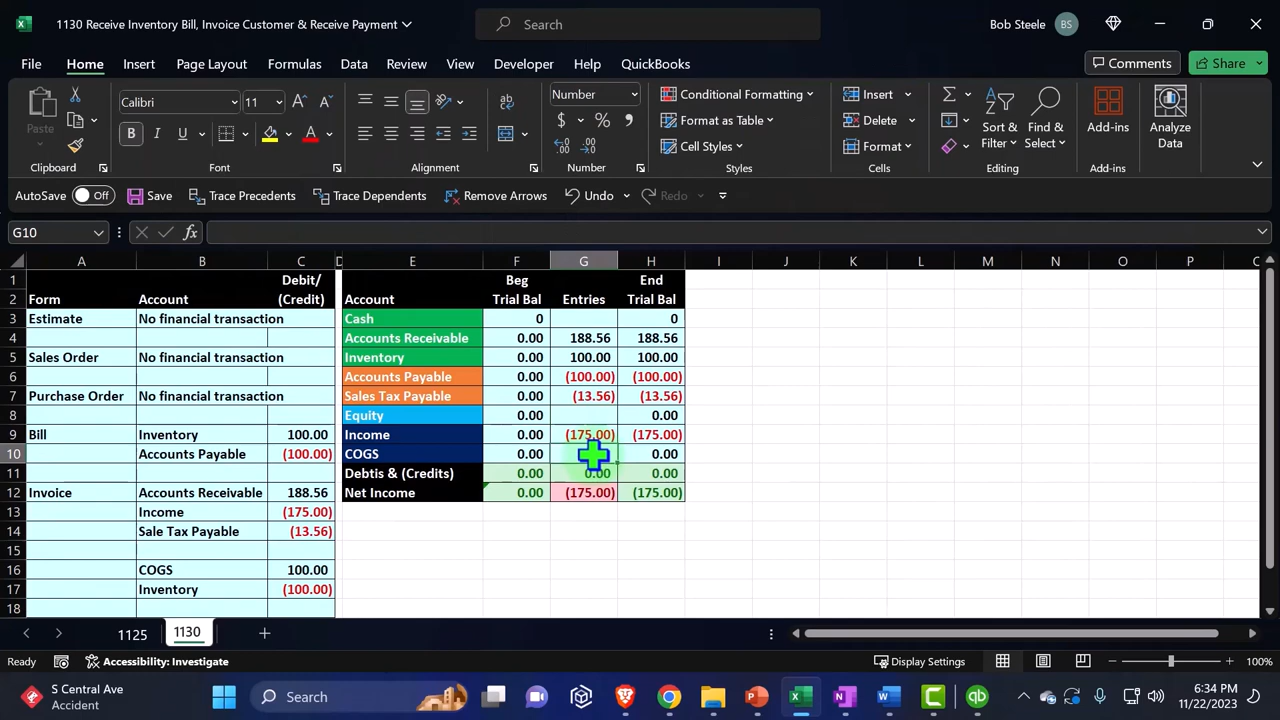 1130 Receive Inventory Bill, Invoice Customer & Receive Payment
Search
Bob Steele
BS
File Home Insert Page Layout Formulas Data Review View Developer Help QuickBooks
Comments
Share
Paste
Clipboard
Calibri
11
B I U
Font
Alignment
Number
$ % ,
Number
Conditional Formatting
Format as Table
Cell Styles
Styles
Insert
Delete
Format
Cells
Sort & Filter
Find & Select
Editing
Add-ins
Add-ins
Analyze Data
AutoSave Off Save Trace Precedents Trace Dependents Remove Arrows Undo Redo
G10
fx
A B C D E F G H I J K L M N O P
1 Debit/ Beg End
2 Form Account (Credit) Account Trial Bal Entries Trial Bal
3 Estimate No financial transaction Cash 0 0
4 Accounts Receivable 0.00 188.56 188.56
5 Sales Order No financial transaction Inventory 0.00 100.00 100.00
6 Accounts Payable 0.00 (100.00) (100.00)
7 Purchase Order No financial transaction Sales Tax Payable 0.00 (13.56) (13.56)
8 Equity 0.00 0.00
9 Bill Inventory 100.00 Income 0.00 (175.00) (175.00)
10 Accounts Payable (100.00) COGS 0.00 0.00
11 Debtis & (Credits) 0.00 0.00 0.00
12 Invoice Accounts Receivable 188.56 Net Income 0.00 (175.00) (175.00)
13 Income (175.00)
14 Sale Tax Payable (13.56)
15
16 COGS 100.00
17 Inventory (100.00)
18
1125 1130
Ready Accessibility: Investigate
Display Settings
100%
S Central Ave
Accident
Search
6:34 PM
11/22/2023